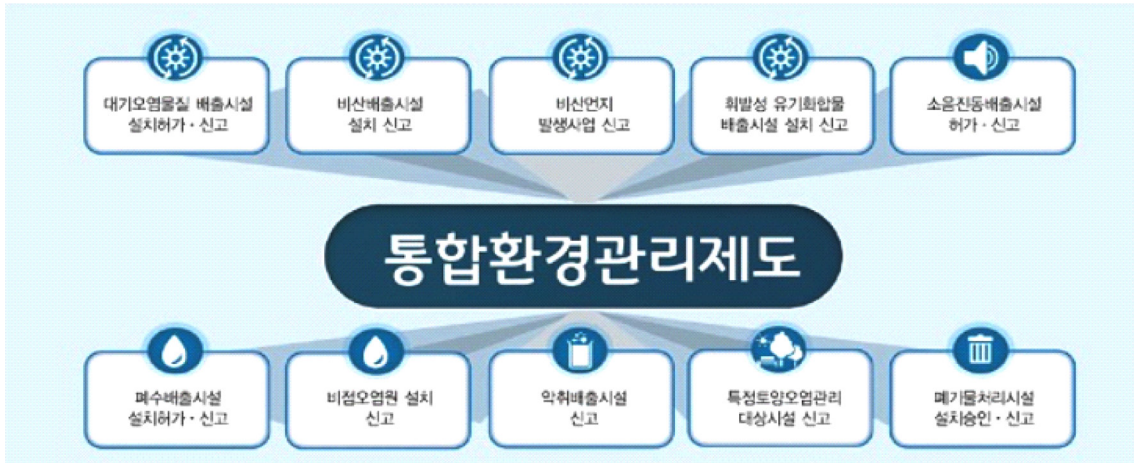 대기오염물질 배출시설
설치허가 · 신고
비산배출시설
설치 신고
비산먼지
발생사업 신고
휘발성 유기화합물
배출시설 설치 신고
소음진동배출시설
허가 · 신고
통합환경관리제도
폐수배출시설
설치허가 · 신고
비점오염원 설치
신고
악취배출시설
신고
특정토양오염관리
대상시설 신고
폐기물처리시설
설치승인 · 신고